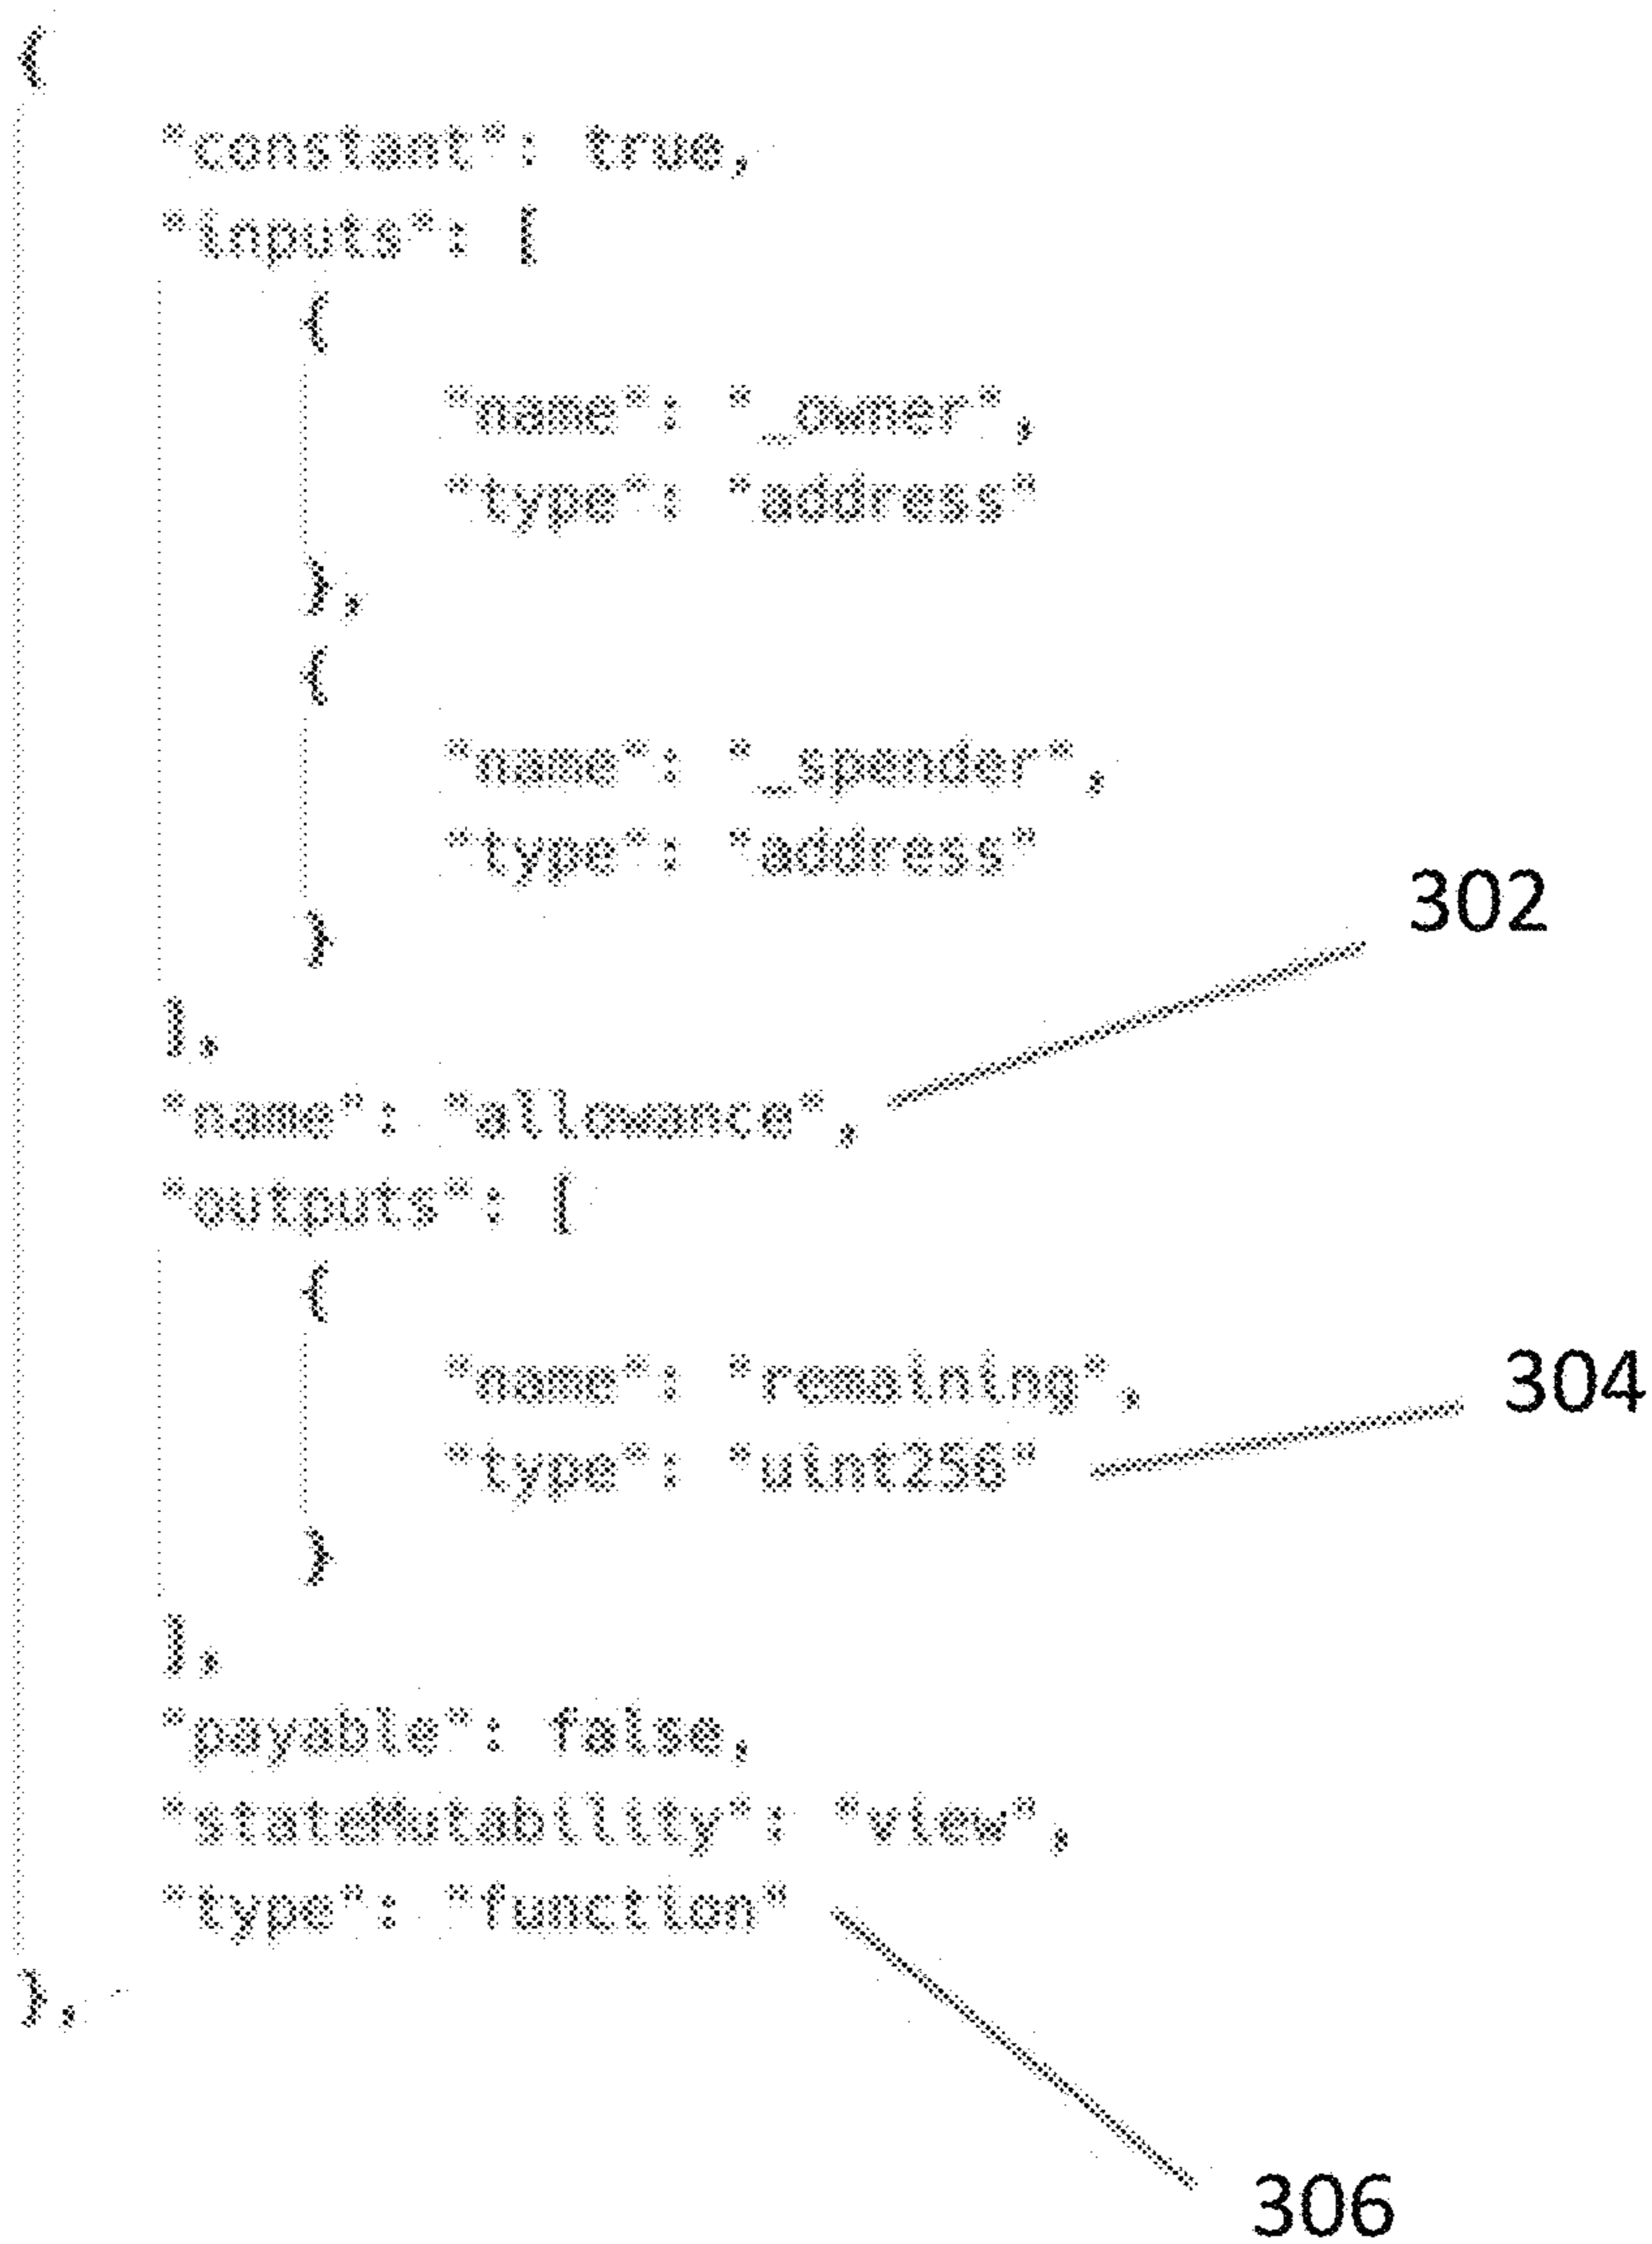 {
"constant": true,
"inputs": [
{
"name": "_owner",
"type": "address"
},
{
"name": "_spender",
"type": "address"
}
302
],
"name": "allowance",
"outputs": [
{
"name": "remaining",
304
"type": "uint256"
}
],
"payable": false,
"stateMutability": "view",
"type": "function"
},
306